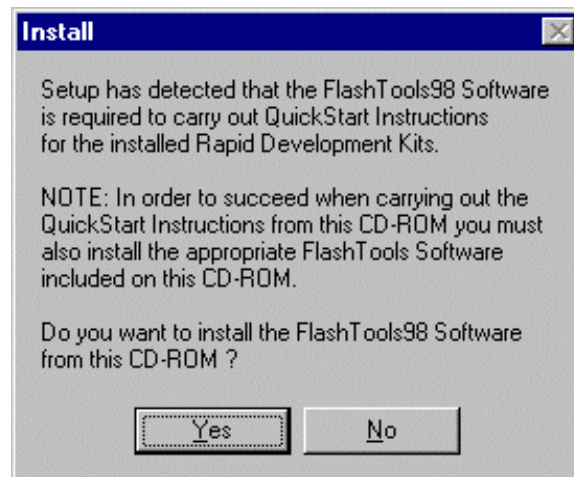 Install
Setup has detected that the FlashTools98 Software
is required to carry out QuickStart Instructions
for the installed Rapid Development Kits.
NOTE: In order to succeed when carrying out the
QuickStart Instructions from this CD-ROM you must
also install the appropriate FlashTools Software
included on this CD-ROM.
Do you want to install the FlashTools98 Software
from this CD-ROM ?
Yes No